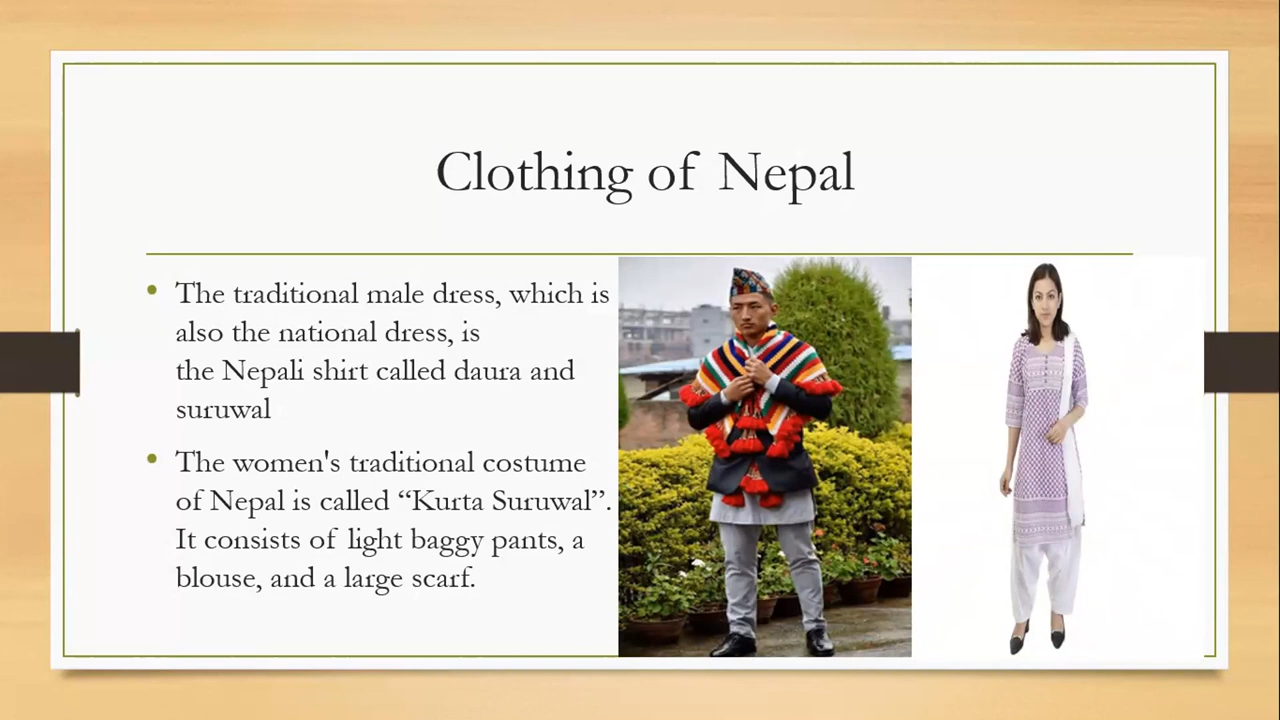 Clothing of Nepal
The traditional male dress, which is
also the national dress, is
the Nepali shirt called daura and
suruwal
The women's traditional costume
of Nepal is called “Kurta Suruwal”.
It consists of light baggy pants, a
blouse, and a large scarf.